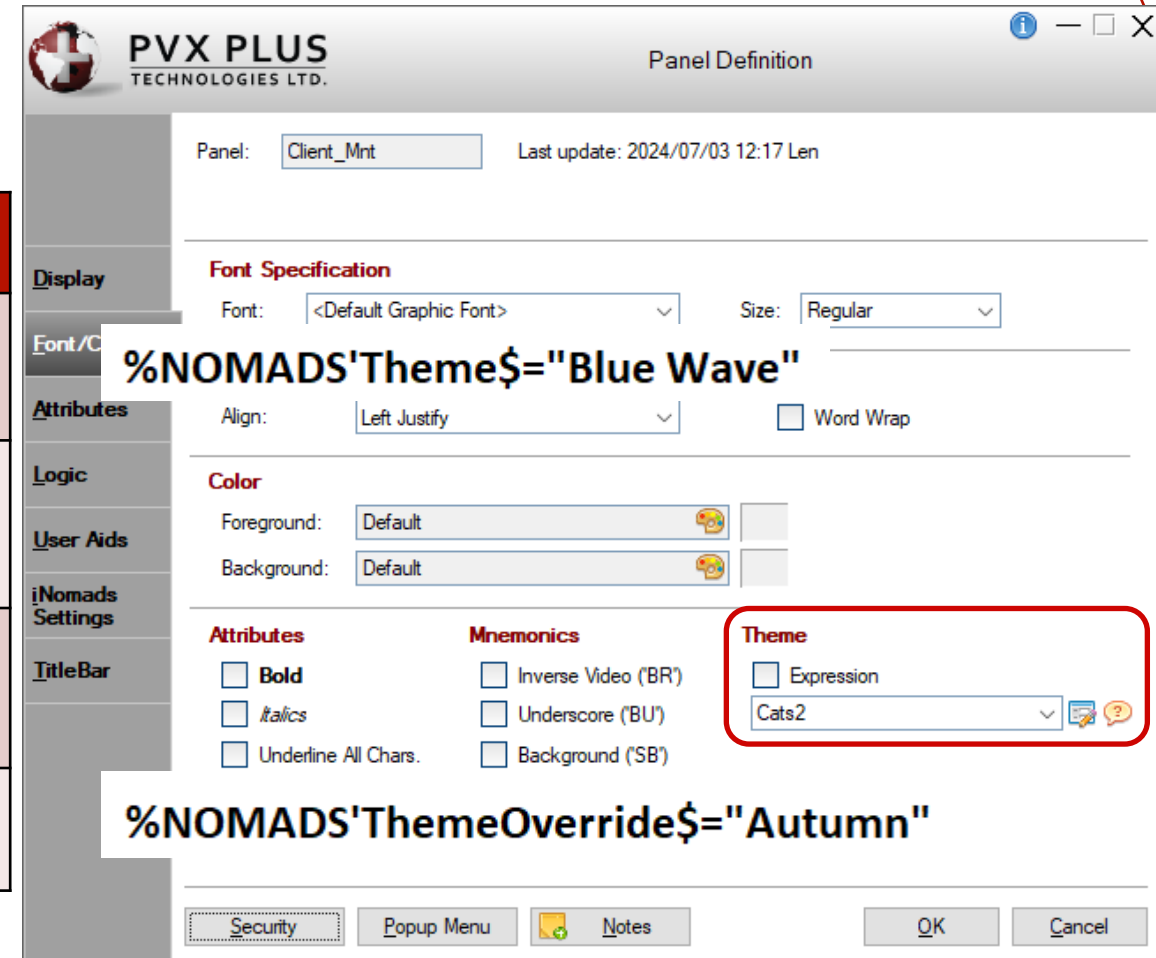 PVX PLUS
TECHNOLOGIES LTD.
Panel Definition
Panel: Client_Mnt Last update: 2024/07/03 12:17 Len
Display
Font Specification
Font: <Default Graphic Font> Size: Regular
Font/C
%NOMADS'Theme$="Blue Wave"
Attributes
Align: Left Justify Word Wrap
Logic
Color
Foreground: Default
User Aids
Background: Default
iNomads
Settings
Attributes Mnemonics Theme
TitleBar
Bold Inverse Video ('BR') Expression
Italics Underscore ('BU') Cats2
Underline All Chars. Background ('SB')
%NOMADS'ThemeOverride$="Autumn"
Security Popup Menu Notes OK Cancel